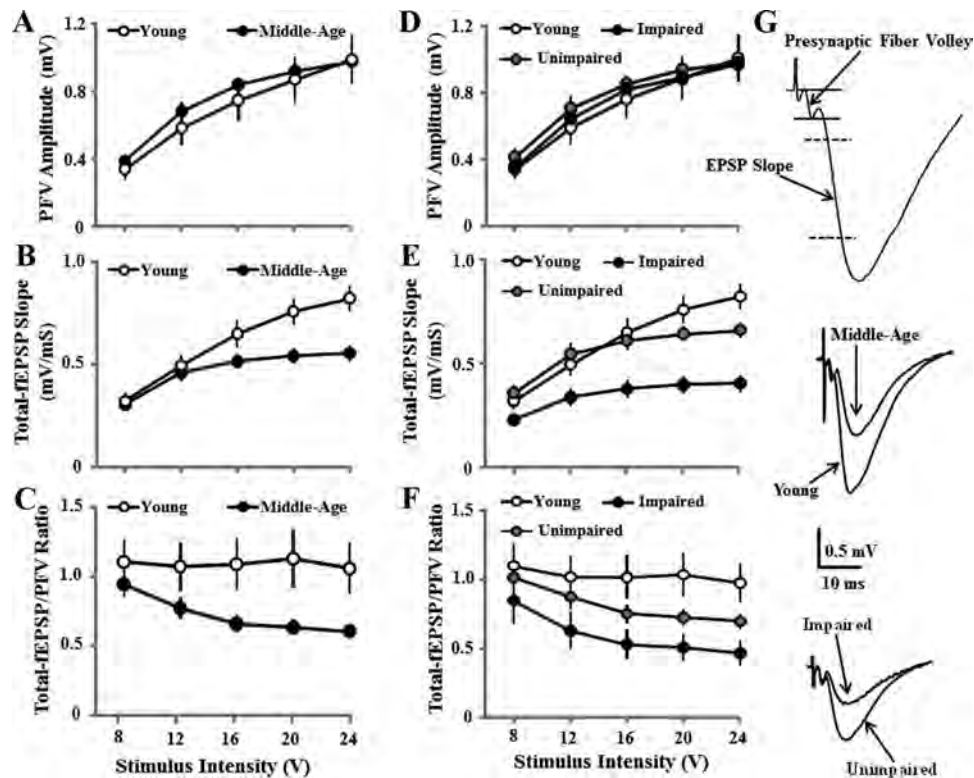 A
Young
Middle-Age
PFV Amplitude (mV)
1.2
0.8
0.4
0
B
Young
Middle-Age
Total-fEPSP Slope
(mV/mS)
1.0
0.5
0
C
Young
Middle-Age
Total-fEPSP/PFV Ratio
1.5
1.0
0.5
0
8 12 16 20 24
Stimulus Intensity (V)
D
Young
Impaired
Unimpaired
PFV Amplitude (mV)
1.2
0.8
0.4
0
E
Young
Impaired
Unimpaired
Total-fEPSP Slope
(mV/mS)
1.0
0.5
0
F
Young
Impaired
Unimpaired
Total-fEPSP/PFV Ratio
1.5
1.0
0.5
0
8 12 16 20 24
Stimulus Intensity (V)
G
Presynaptic Fiber Volley
EPSP Slope
Middle-Age
Young
0.5 mV
10 ms
Impaired
Unimpaired